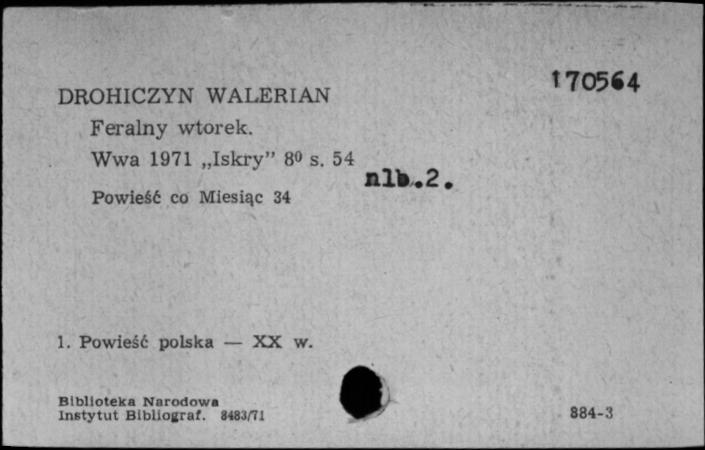 170564
DROHICZYN WALERIAN
Feralny wtorek.
Wwa 1971 „Iskry” 8⁰ s. 54
nlb.2.
Powieść co Miesiąc 34
1. Powieść polska — XX w.
Biblioteka Narodowa
Instytut Bibliograf. 8483/71
884-3